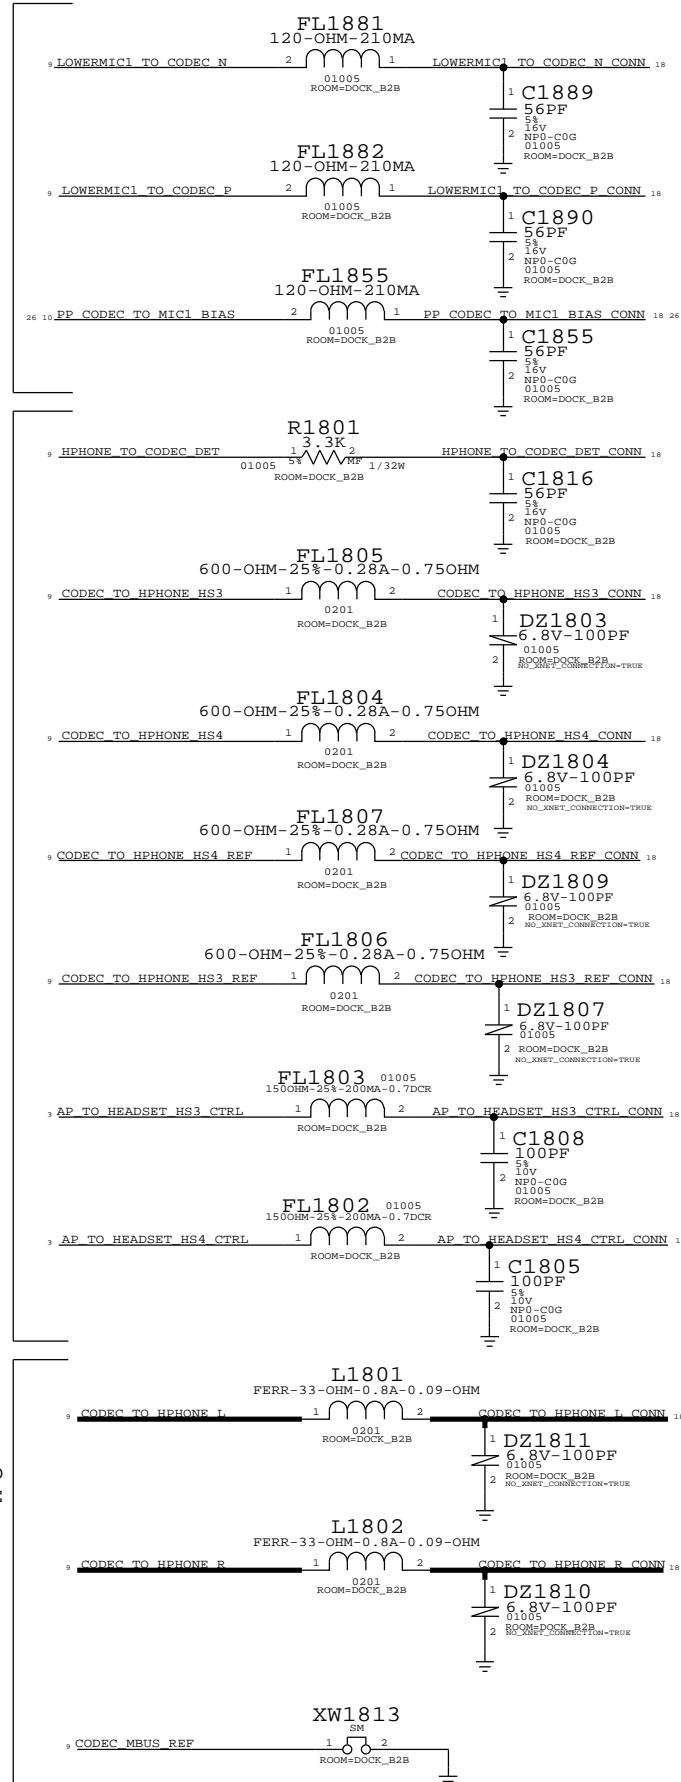 FL1881
120-OHM-210MA
9 LOWERMIC1_TO_CODEC_N 2 1 LOWERMIC1_TO_CODEC_N_CONN 18
01005
ROOM=DOCK_B2B
1 C1889
56PF
5%
16V
2 NP0-C0G
01005
ROOM=DOCK_B2B
FL1882
120-OHM-210MA
9 LOWERMIC1_TO_CODEC_P 2 1 LOWERMIC1_TO_CODEC_P_CONN 18
01005
ROOM=DOCK_B2B
1 C1890
56PF
5%
16V
2 NP0-C0G
01005
ROOM=DOCK_B2B
FL1855
120-OHM-210MA
26 10 PP_CODEC_TO_MIC1_BIAS 2 1 PP_CODEC_TO_MIC1_BIAS_CONN 18 26
01005
ROOM=DOCK_B2B
1 C1855
56PF
5%
16V
2 NP0-C0G
01005
ROOM=DOCK_B2B
R1801
3.3K
9 HPHONE_TO_CODEC_DET 1 2 HPHONE_TO_CODEC_DET_CONN 18
01005 5% MF 1/32W
ROOM=DOCK_B2B
1 C1816
56PF
5%
16V
2 NP0-C0G
01005
ROOM=DOCK_B2B
FL1805
600-OHM-25%-0.28A-0.75OHM
9 CODEC_TO_HPHONE_HS3 1 2 CODEC_TO_HPHONE_HS3_CONN 18
0201
ROOM=DOCK_B2B
1 DZ1803
6.8V-100PF
01005
2 ROOM=DOCK_B2B
NO_XNET_CONNECTION=TRUE
FL1804
600-OHM-25%-0.28A-0.75OHM
9 CODEC_TO_HPHONE_HS4 1 2 CODEC_TO_HPHONE_HS4_CONN 18
0201
ROOM=DOCK_B2B
1 DZ1804
6.8V-100PF
01005
2 ROOM=DOCK_B2B
NO_XNET_CONNECTION=TRUE
FL1807
600-OHM-25%-0.28A-0.75OHM
9 CODEC_TO_HPHONE_HS4_REF 1 2 CODEC_TO_HPHONE_HS4_REF_CONN 18
0201
ROOM=DOCK_B2B
1 DZ1809
6.8V-100PF
01005
2 ROOM=DOCK_B2B
NO_XNET_CONNECTION=TRUE
FL1806
600-OHM-25%-0.28A-0.75OHM
9 CODEC_TO_HPHONE_HS3_REF 1 2 CODEC_TO_HPHONE_HS3_REF_CONN 18
0201
ROOM=DOCK_B2B
1 DZ1807
6.8V-100PF
01005
2 ROOM=DOCK_B2B
NO_XNET_CONNECTION=TRUE
FL1803 01005
150OHM-25%-200MA-0.7DCR
3 AP_TO_HEADSET_HS3_CTRL 1 2 AP_TO_HEADSET_HS3_CTRL_CONN 18
ROOM=DOCK_B2B
1 C1808
100PF
5%
10V
2 NP0-C0G
01005
ROOM=DOCK_B2B
FL1802 01005
150OHM-25%-200MA-0.7DCR
3 AP_TO_HEADSET_HS4_CTRL 1 2 AP_TO_HEADSET_HS4_CTRL_CONN 1
ROOM=DOCK_B2B
1 C1805
100PF
5%
10V
2 NP0-C0G
01005
ROOM=DOCK_B2B
L1801
FERR-33-OHM-0.8A-0.09-OHM
9 CODEC_TO_HPHONE_L 1 2 CODEC_TO_HPHONE_L_CONN 18
0201
ROOM=DOCK_B2B
1 DZ1811
6.8V-100PF
01005
ROOM=DOCK_B2B
2 NO_XNET_CONNECTION=TRUE
L1802
FERR-33-OHM-0.8A-0.09-OHM
9 CODEC_TO_HPHONE_R 1 2 CODEC_TO_HPHONE_R_CONN 18
0201
ROOM=DOCK_B2B
1 DZ1810
6.8V-100PF
01005
ROOM=DOCK_B2B
2 NO_XNET_CONNECTION=TRUE
XW1813
SM
9 CODEC_MBUS_REF 1 2
ROOM=DOCK_B2B